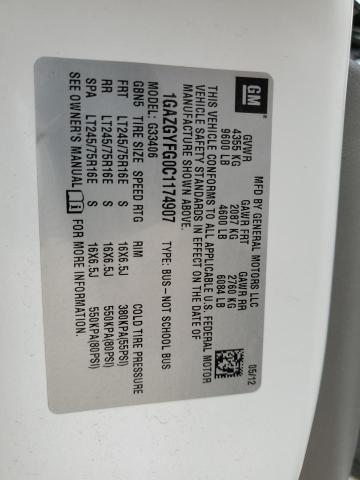 GM
MFD BY GENERAL MOTORS LLC
05/12
GVWR GAWR FRT GAWR RR
4355 KG 2087 KG 2760 KG
9600 LB 4600 LB 6084 LB
THIS VEHICLE CONFORMS TO ALL APPLICABLE U.S. FEDERAL MOTOR
VEHICLE SAFETY STANDARDS IN EFFECT ON THE DATE OF
MANUFACTURE SHOWN ABOVE.
1GAZGYFG0C1174907 TYPE: BUS—NOT SCHOOL BUS
MODEL: G33406
GBN5 TIRE SIZE SPEED RTG RIM COLD TIRE PRESSURE
FRT LT245/75R16E S 16X6.5J 380KPA(55PSI)
RR LT245/75R16E S 16X6.5J 550KPA(80PSI)
SPA LT245/75R16E S 16X6.5J 550KPA(80PSI)
SEE OWNER'S MANUAL FOR MORE INFORMATION.